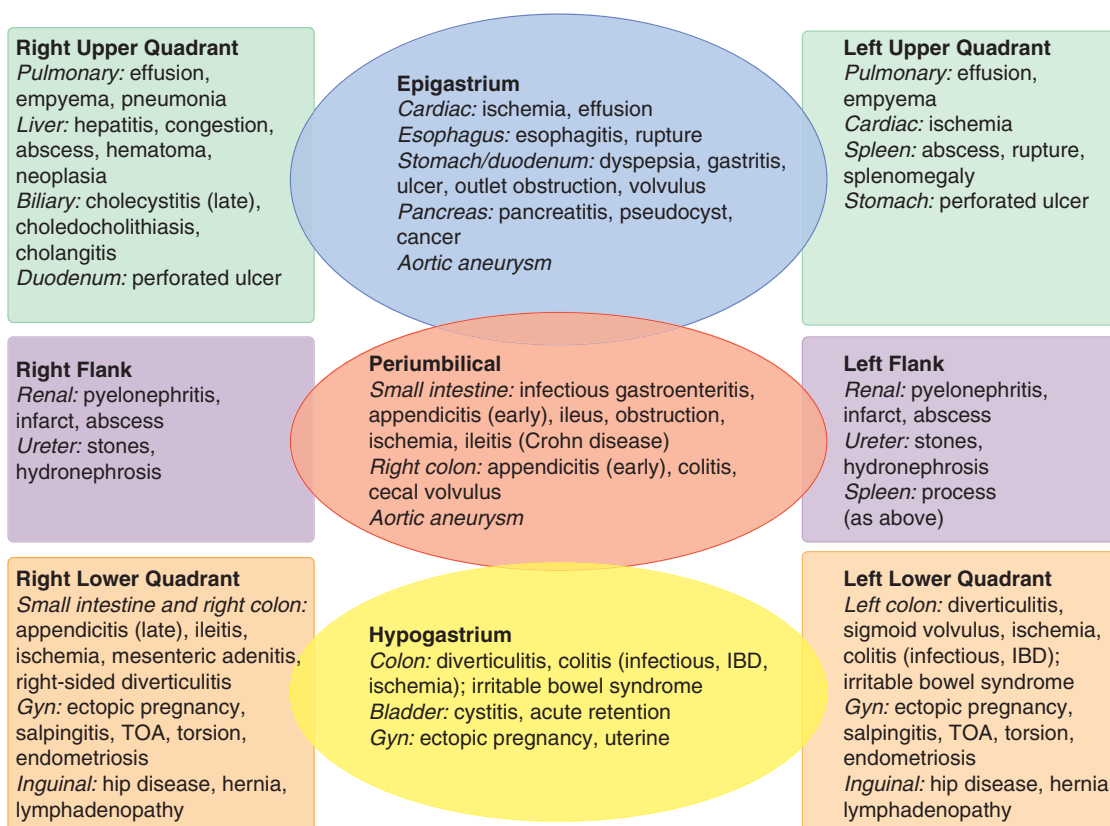 Right Upper Quadrant
Pulmonary: effusion,
empyema, pneumonia
Liver: hepatitis, congestion,
abscess, hematoma,
neoplasia
Biliary: cholecystitis (late),
choledocholithiasis,
cholangitis
Duodenum: perforated ulcer
Epigastrium
Cardiac: ischemia, effusion
Esophagus: esophagitis, rupture
Stomach/duodenum: dyspepsia, gastritis,
ulcer, outlet obstruction, volvulus
Pancreas: pancreatitis, pseudocyst,
cancer
Aortic aneurysm
Left Upper Quadrant
Pulmonary: effusion,
empyema
Cardiac: ischemia
Spleen: abscess, rupture,
splenomegaly
Stomach: perforated ulcer
Right Flank
Renal: pyelonephritis,
infarct, abscess
Ureter: stones,
hydronephrosis
Periumbilical
Small intestine: infectious gastroenteritis,
appendicitis (early), ileus, obstruction,
ischemia, ileitis (Crohn disease)
Right colon: appendicitis (early), colitis,
cecal volvulus
Aortic aneurysm
Left Flank
Renal: pyelonephritis,
infarct, abscess
Ureter: stones,
hydronephrosis
Spleen: process
(as above)
Right Lower Quadrant
Small intestine and right colon:
appendicitis (late), ileitis,
ischemia, mesenteric adenitis,
right-sided diverticulitis
Gyn: ectopic pregnancy,
salpingitis, TOA, torsion,
endometriosis
Inguinal: hip disease, hernia,
lymphadenopathy
Hypogastrium
Colon: diverticulitis, colitis (infectious, IBD,
ischemia); irritable bowel syndrome
Bladder: cystitis, acute retention
Gyn: ectopic pregnancy, uterine
Left Lower Quadrant
Left colon: diverticulitis,
sigmoid volvulus, ischemia,
colitis (infectious, IBD);
irritable bowel syndrome
Gyn: ectopic pregnancy,
salpingitis, TOA, torsion,
endometriosis
Inguinal: hip disease, hernia
lymphadenopathy